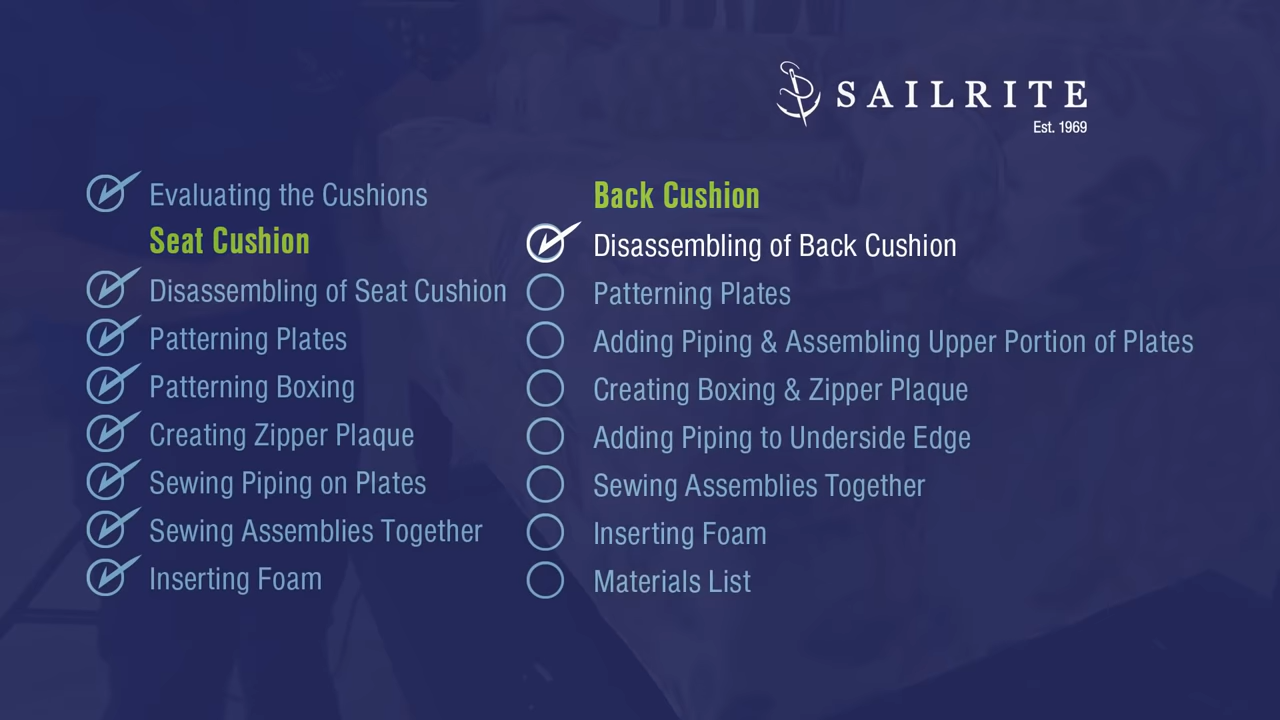 SAILRITE
Est. 1969
Evaluating the Cushions
Seat Cushion
Disassembling of Seat Cushion
Patterning Plates
Patterning Boxing
Creating Zipper Plaque
Sewing Piping on Plates
Sewing Assemblies Together
Inserting Foam
Back Cushion
Disassembling of Back Cushion
Patterning Plates
Adding Piping & Assembling Upper Portion of Plates
Creating Boxing & Zipper Plaque
Adding Piping to Underside Edge
Sewing Assemblies Together
Inserting Foam
Materials List